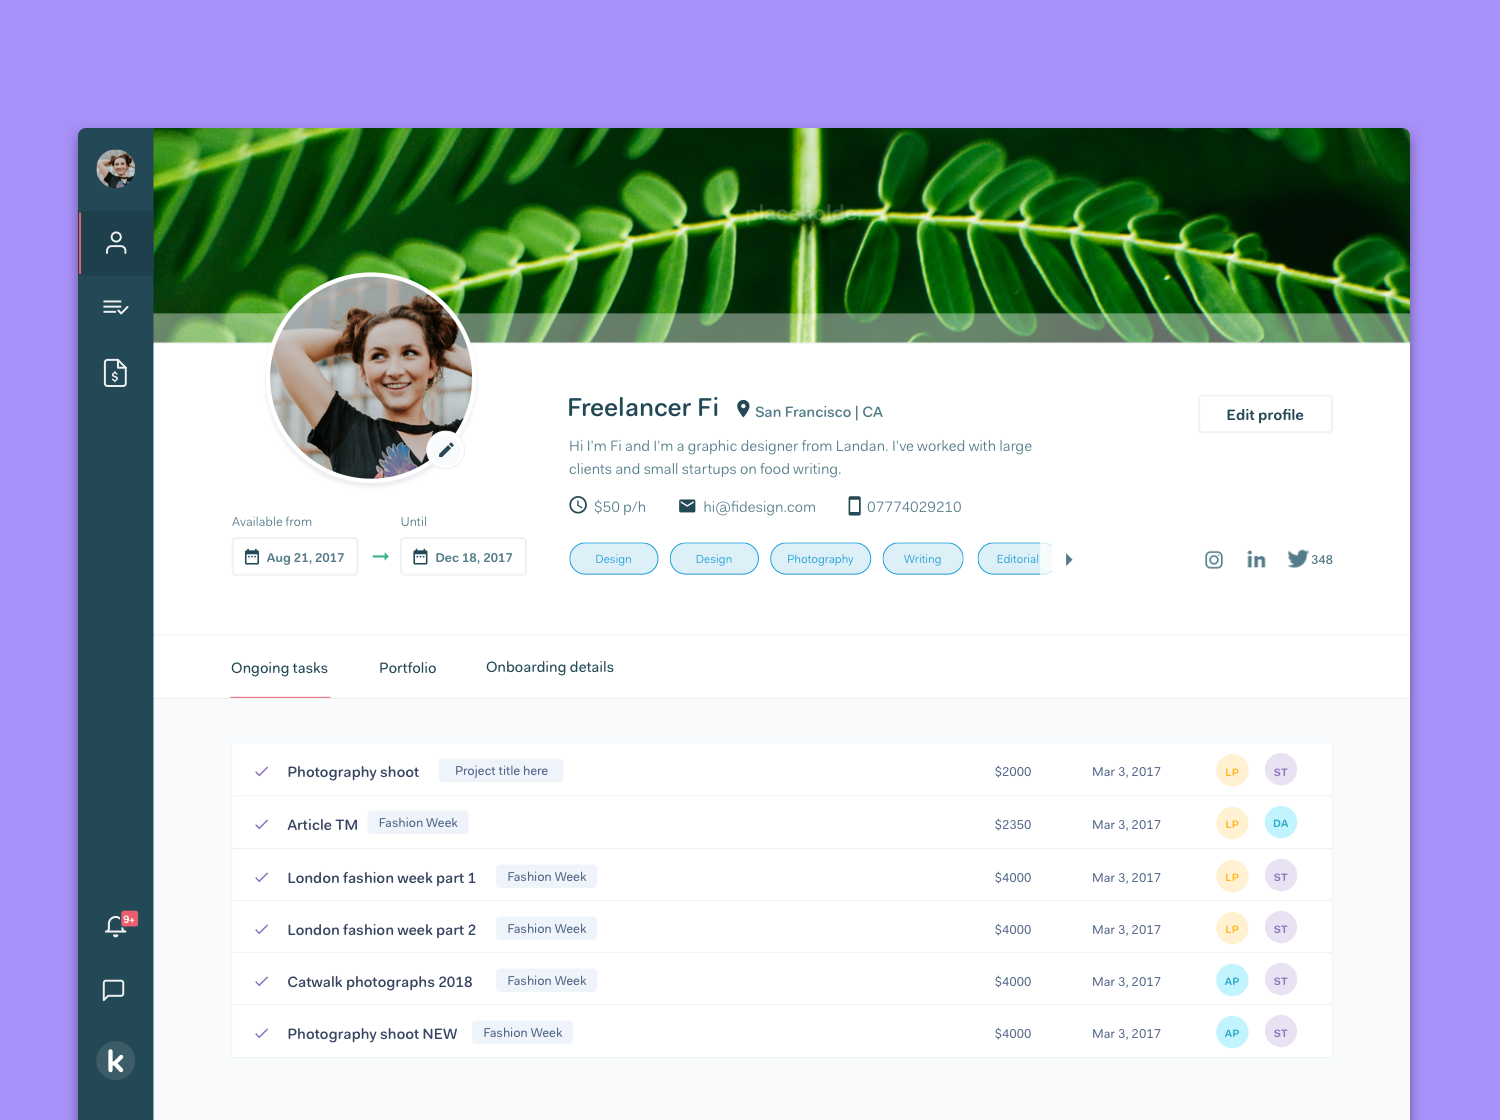 placeholder
Freelancer Fi
San Francisco | CA
Edit profile
Hi I'm Fi and I'm a graphic designer from Landan. I've worked with large
clients and small startups on food writing.
$50 p/h
hi@fidesign.com
07774029210
Available from
Until
Aug 21, 2017
Dec 18, 2017
Design
Design
Photography
Writing
Editorial
in
348
Ongoing tasks
Portfolio
Onboarding details
Photography shoot Project title here $2000 Mar 3, 2017 LP ST
Article TM Fashion Week $2350 Mar 3, 2017 LP DA
London fashion week part 1 Fashion Week $4000 Mar 3, 2017 LP ST
London fashion week part 2 Fashion Week $4000 Mar 3, 2017 LP ST
Catwalk photographs 2018 Fashion Week $4000 Mar 3, 2017 AP ST
Photography shoot NEW Fashion Week $4000 Mar 3, 2017 AP ST
$
9+
k